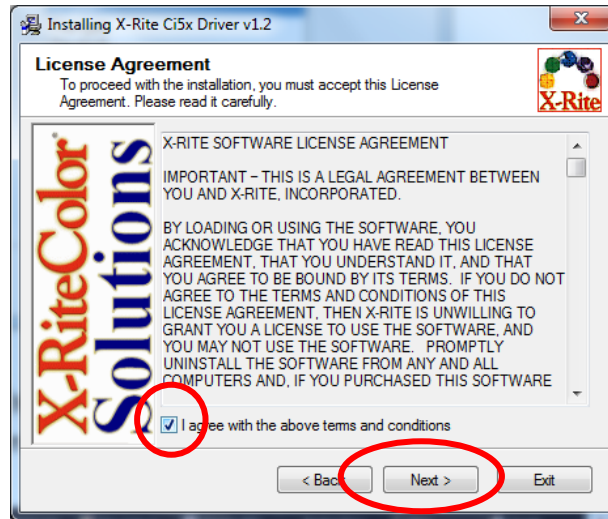 Installing X-Rite Ci5x Driver v1.2
License Agreement
To proceed with the installation, you must accept this License
Agreement. Please read it carefully.
X-Rite
X-RiteColor
Solutions
X-RITE SOFTWARE LICENSE AGREEMENT
IMPORTANT – THIS IS A LEGAL AGREEMENT BETWEEN
YOU AND X-RITE, INCORPORATED.
BY LOADING OR USING THE SOFTWARE, YOU
ACKNOWLEDGE THAT YOU HAVE READ THIS LICENSE
AGREEMENT, THAT YOU UNDERSTAND IT, AND THAT
YOU AGREE TO BE BOUND BY ITS TERMS. IF YOU DO NOT
AGREE TO THE TERMS AND CONDITIONS OF THIS
LICENSE AGREEMENT, THEN X-RITE IS UNWILLING TO
GRANT YOU A LICENSE TO USE THE SOFTWARE, AND
YOU MAY NOT USE THE SOFTWARE. PROMPTLY
UNINSTALL THE SOFTWARE FROM ANY AND ALL
COMPUTERS AND, IF YOU PURCHASED THIS SOFTWARE
I agree with the above terms and conditions
< Back
Next >
Exit